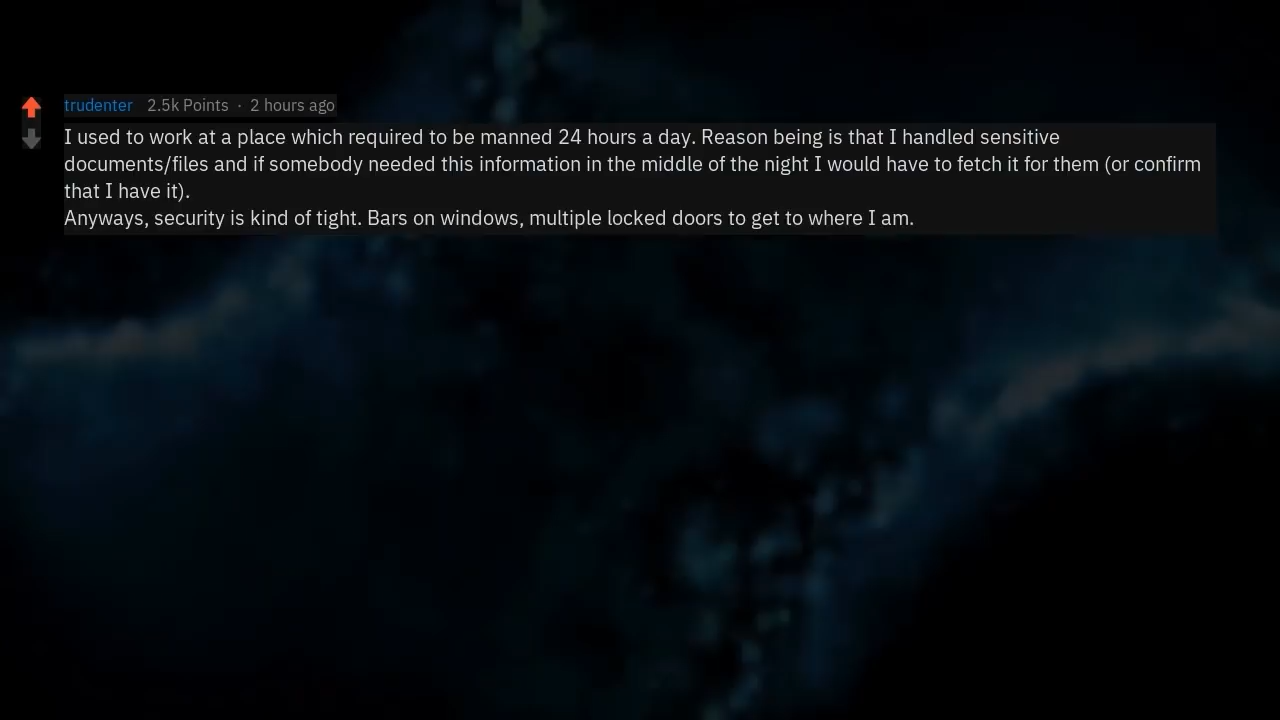 trudenter 2.5k Points · 2 hours ago
I used to work at a place which required to be manned 24 hours a day. Reason being is that I handled sensitive
documents/files and if somebody needed this information in the middle of the night I would have to fetch it for them (or confirm
that I have it).
Anyways, security is kind of tight. Bars on windows, multiple locked doors to get to where I am.